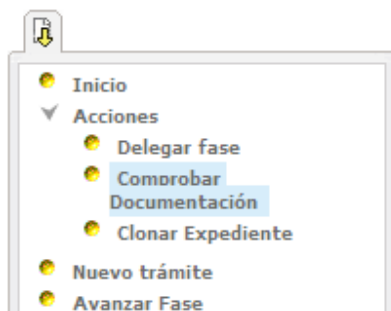 Inicio
Acciones
Delegar fase
Comprobar
Documentación
Clonar Expediente
Nuevo trámite
Avanzar Fase